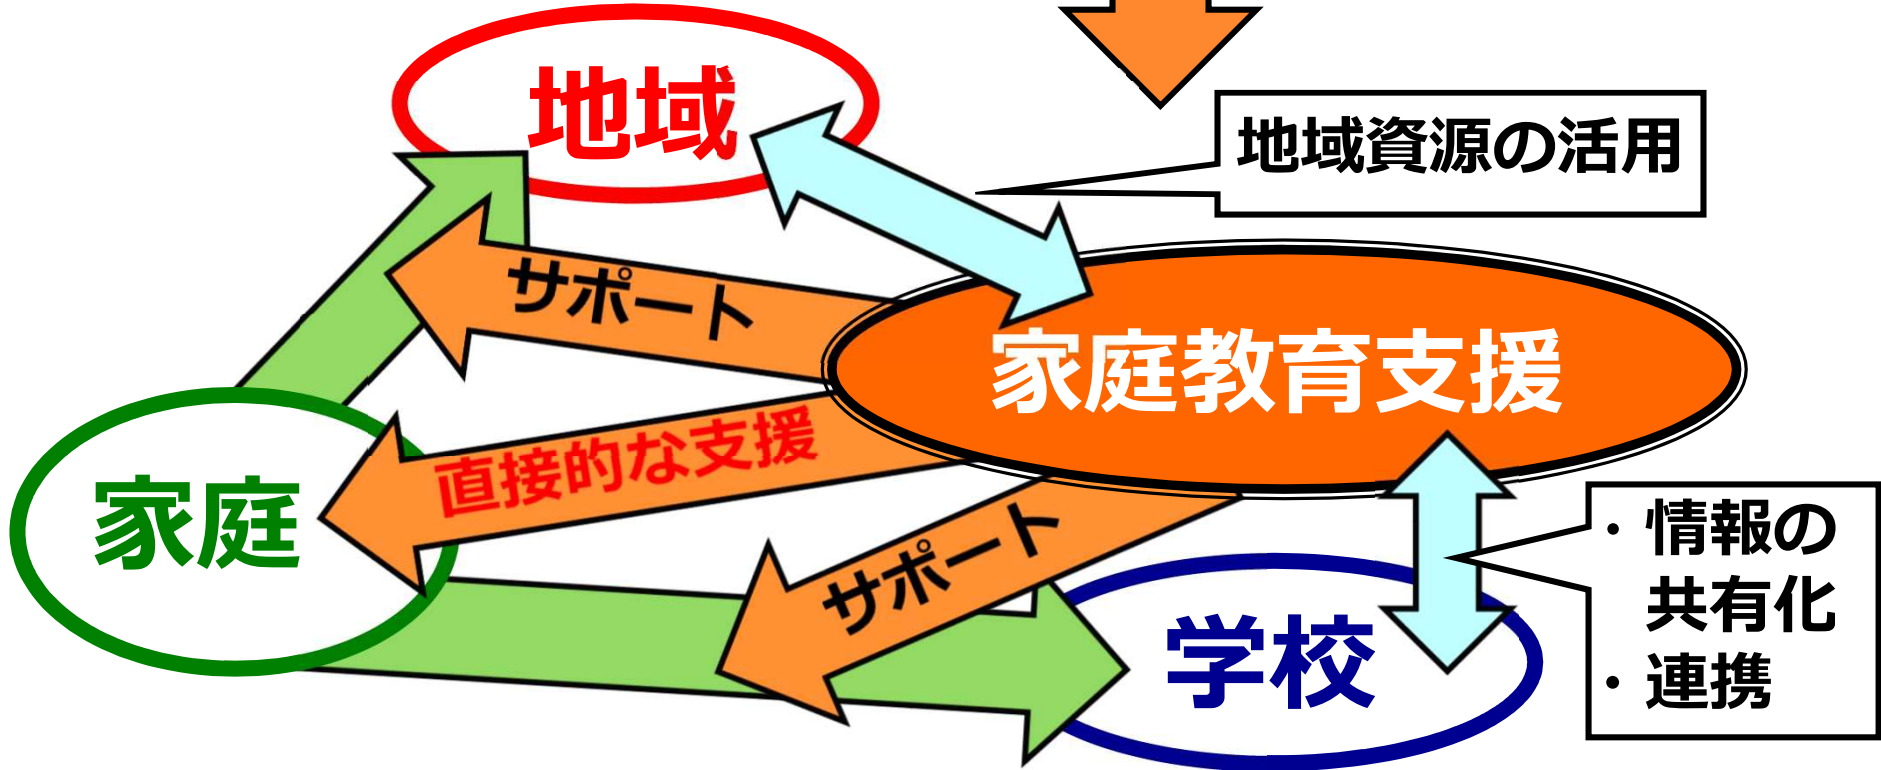 地域
地域資源の活用
サポート
家庭教育支援
直接的な支援
家庭
サポート
・情報の
共有化
・連携
学校